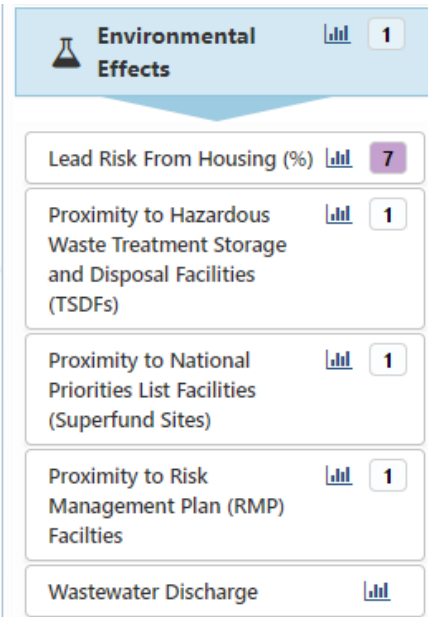 Environmental 1
Effects
Lead Risk From Housing (%) 7
Proximity to Hazardous 1
Waste Treatment Storage
and Disposal Facilities
(TSDFs)
Proximity to National 1
Priorities List Facilities
(Superfund Sites)
Proximity to Risk 1
Management Plan (RMP)
Facilties
Wastewater Discharge